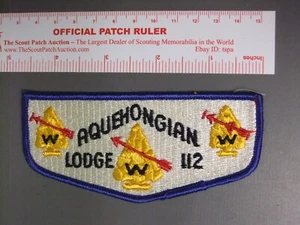 OFFICIAL PATCH RULER
The Scout Patch Auction - The Largest Dealer of Scouting Memorabilia in the World
www.TheScoutPatchAuction.com Ebay ID: tspa
AQUEHONGIAN
W W
LODGE 112
W